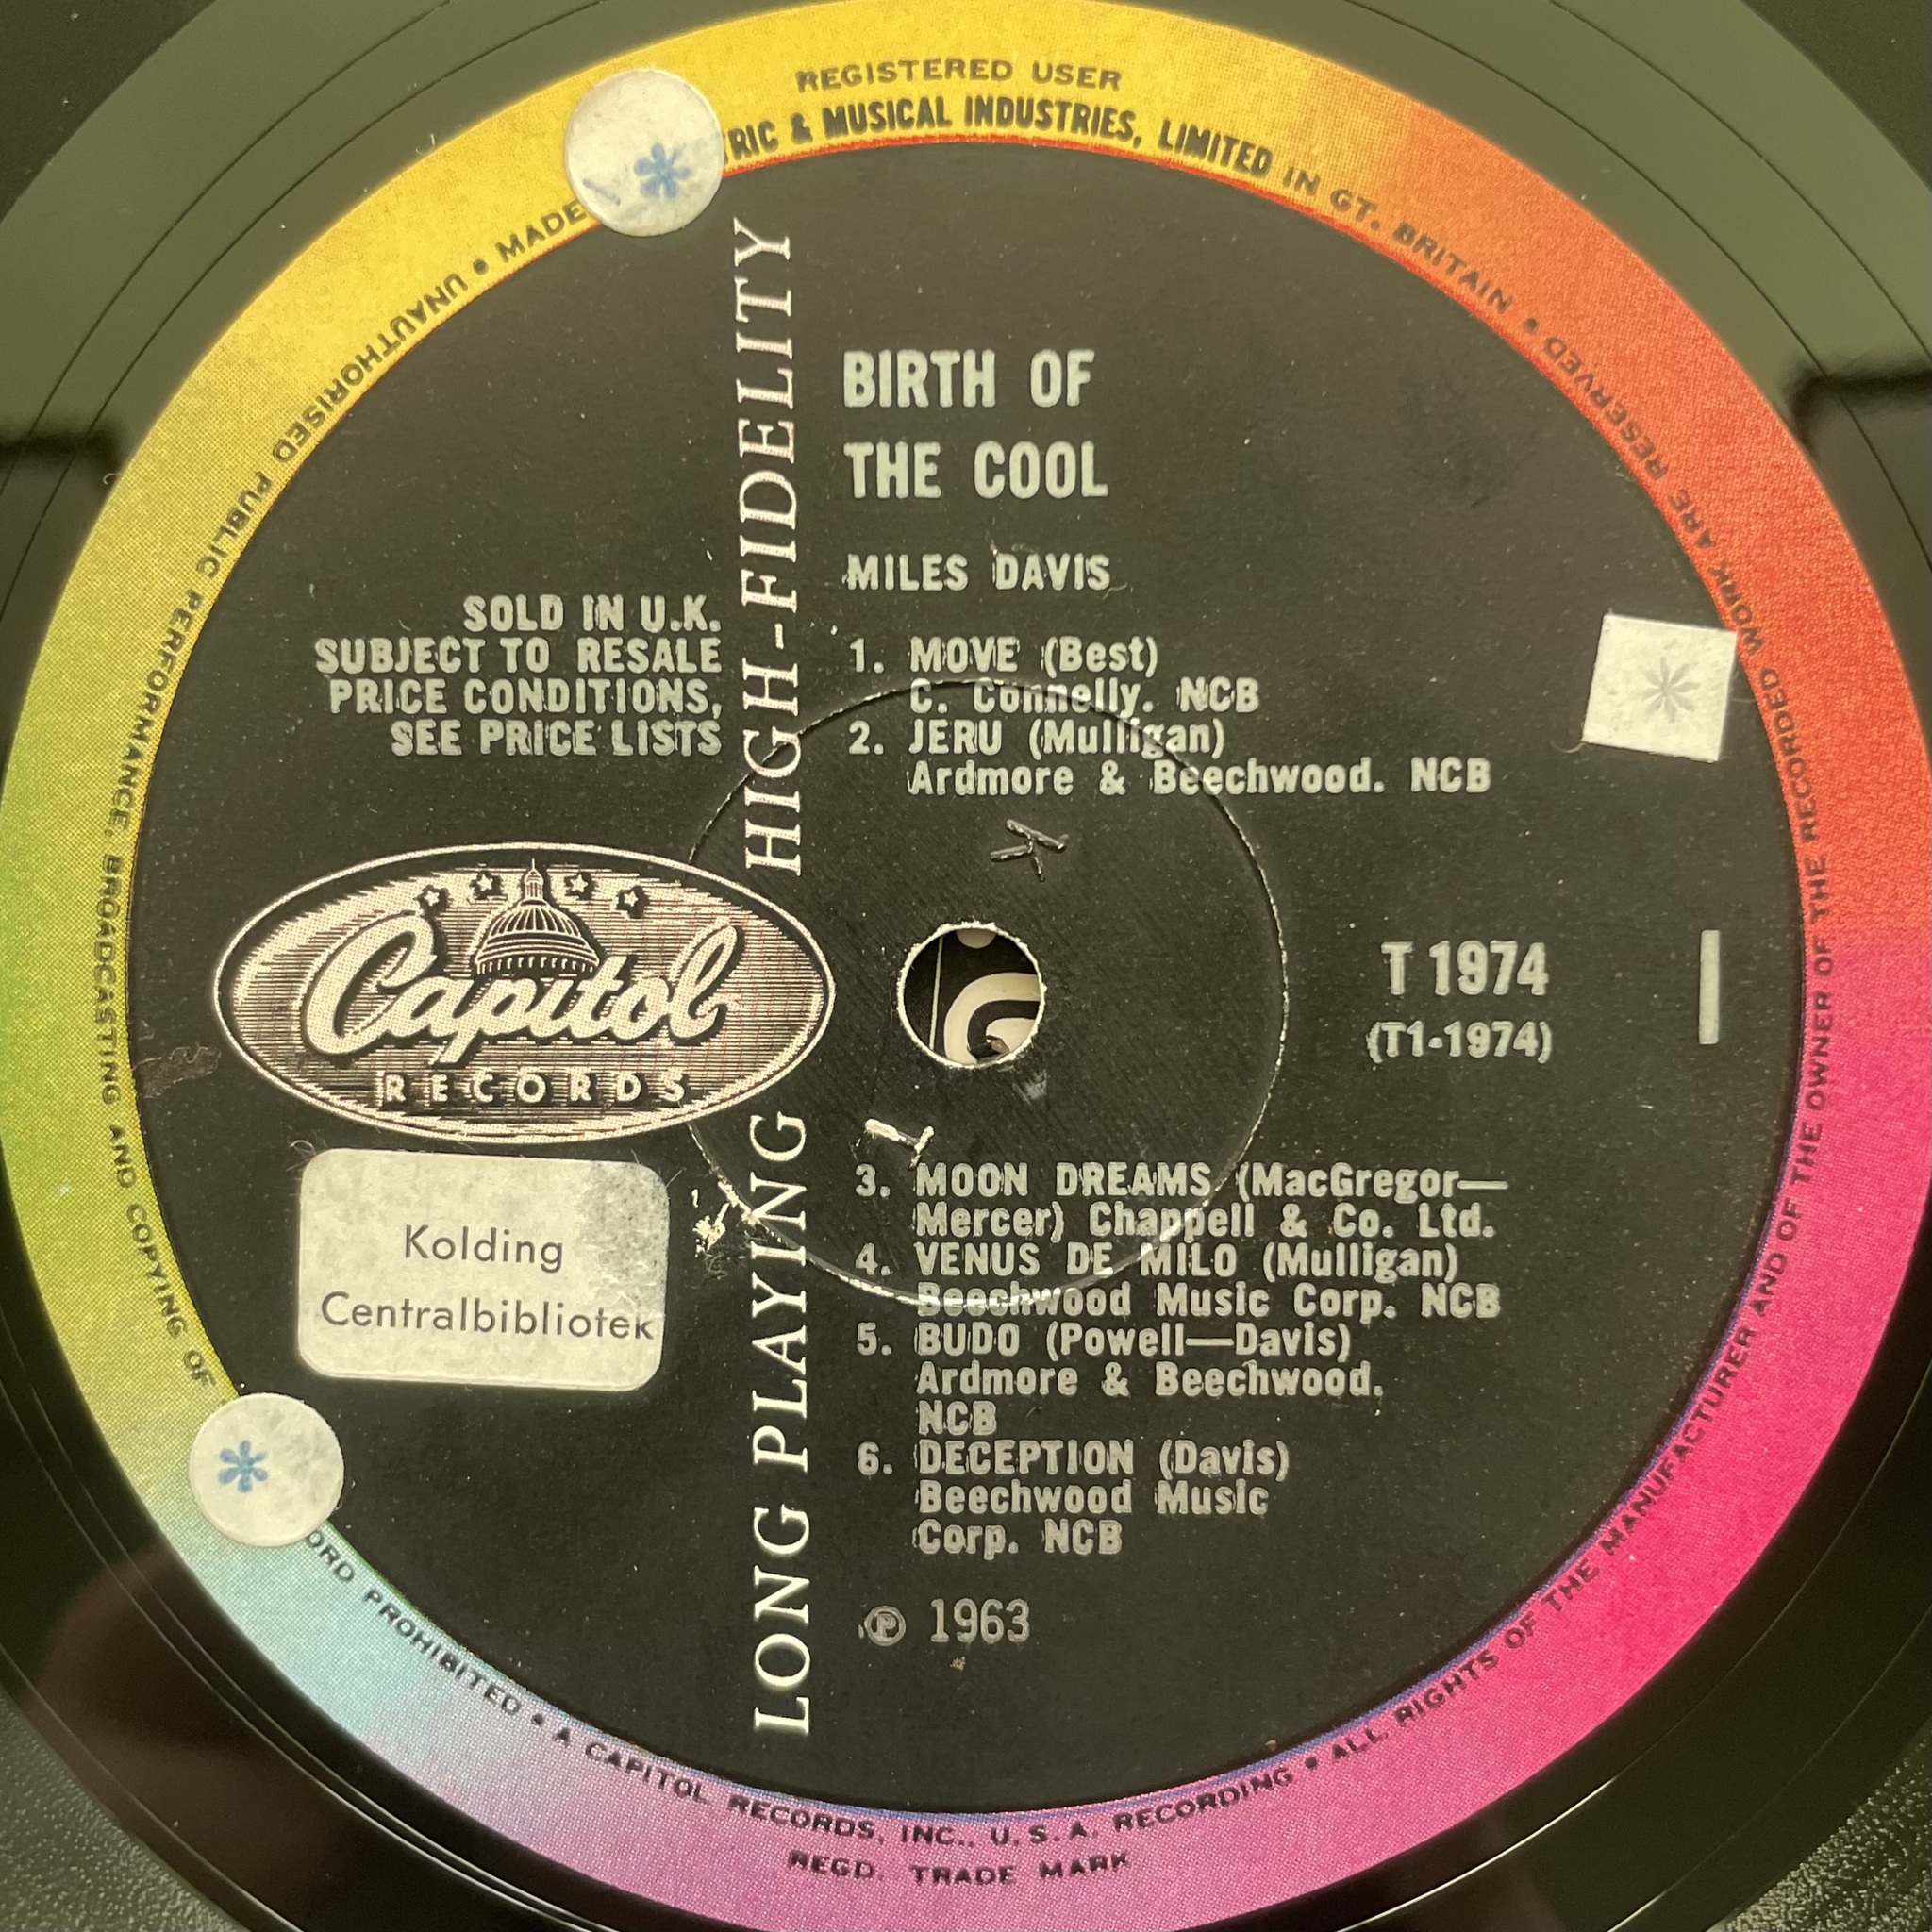 REGISTERED USER
& MUSICAL INDUSTRIES, LIMITED IN GT. BRITAIN • RESERVED
UNAUTHORISED • MADE
PUBLIC PERFORMANCE, BROADCASTING AND COPYING OF
PROHIBITED • A CAPITOL RECORDS, INC., U.S.A. RECORDING • ALL RIGHTS OF THE MANUFACTURER AND OF THE OWNER OF THE RECORDED WORK ARE
REGD. TRADE MARK
HIGH-FIDELITY
LONG PLAYING
BIRTH OF
THE COOL
MILES DAVIS
SOLD IN U.K.
SUBJECT TO RESALE
PRICE CONDITIONS,
SEE PRICE LISTS
1. MOVE (Best)
C. Connelly. NCB
2. JERU (Mulligan)
Ardmore & Beechwood. NCB
K
Capitol
RECORDS
T 1974
(T1-1974)
1
T
3. MOON DREAMS (MacGregor—
Mercer) Chappell & Co. Ltd.
4. VENUS DE MILO (Mulligan)
Beechwood Music Corp. NCB
5. BUDO (Powell—Davis)
Ardmore & Beechwood.
NCB
6. DECEPTION (Davis)
Beechwood Music
Corp. NCB
℗ 1963
Kolding
Centralbibliotek